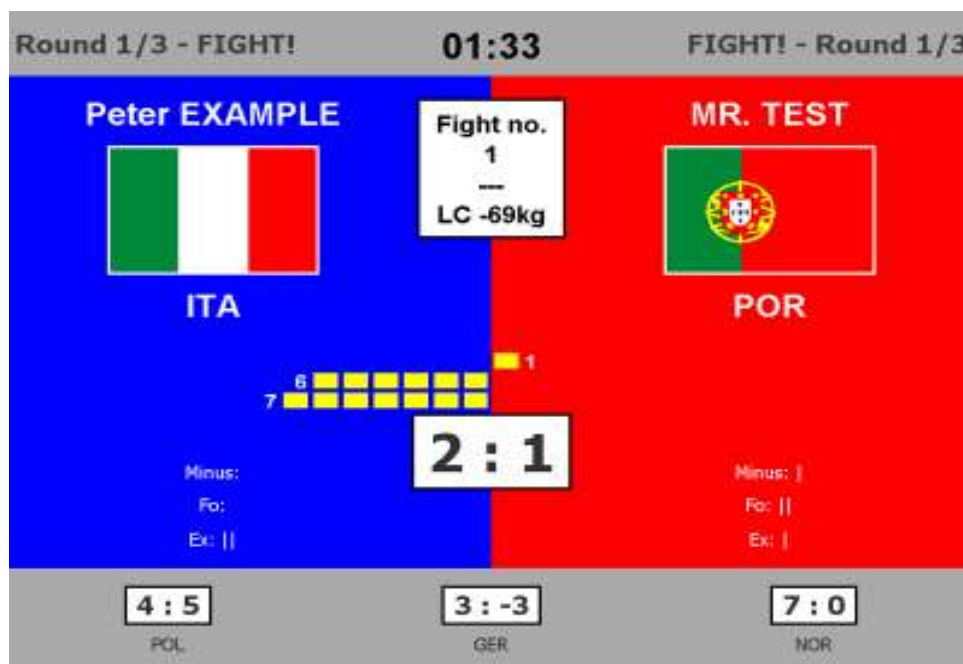 Round 1/3 - FIGHT!
01:33
FIGHT! - Round 1/3
Peter EXAMPLE
Fight no.
1
---
LC -69kg
MR. TEST
ITA
POR
1
6
7
2 : 1
Minus:
Fo:
Ex: ||
Minus: |
Fo: ||
Ex: |
4 : 5
POL
3 : -3
GER
7 : 0
NOR